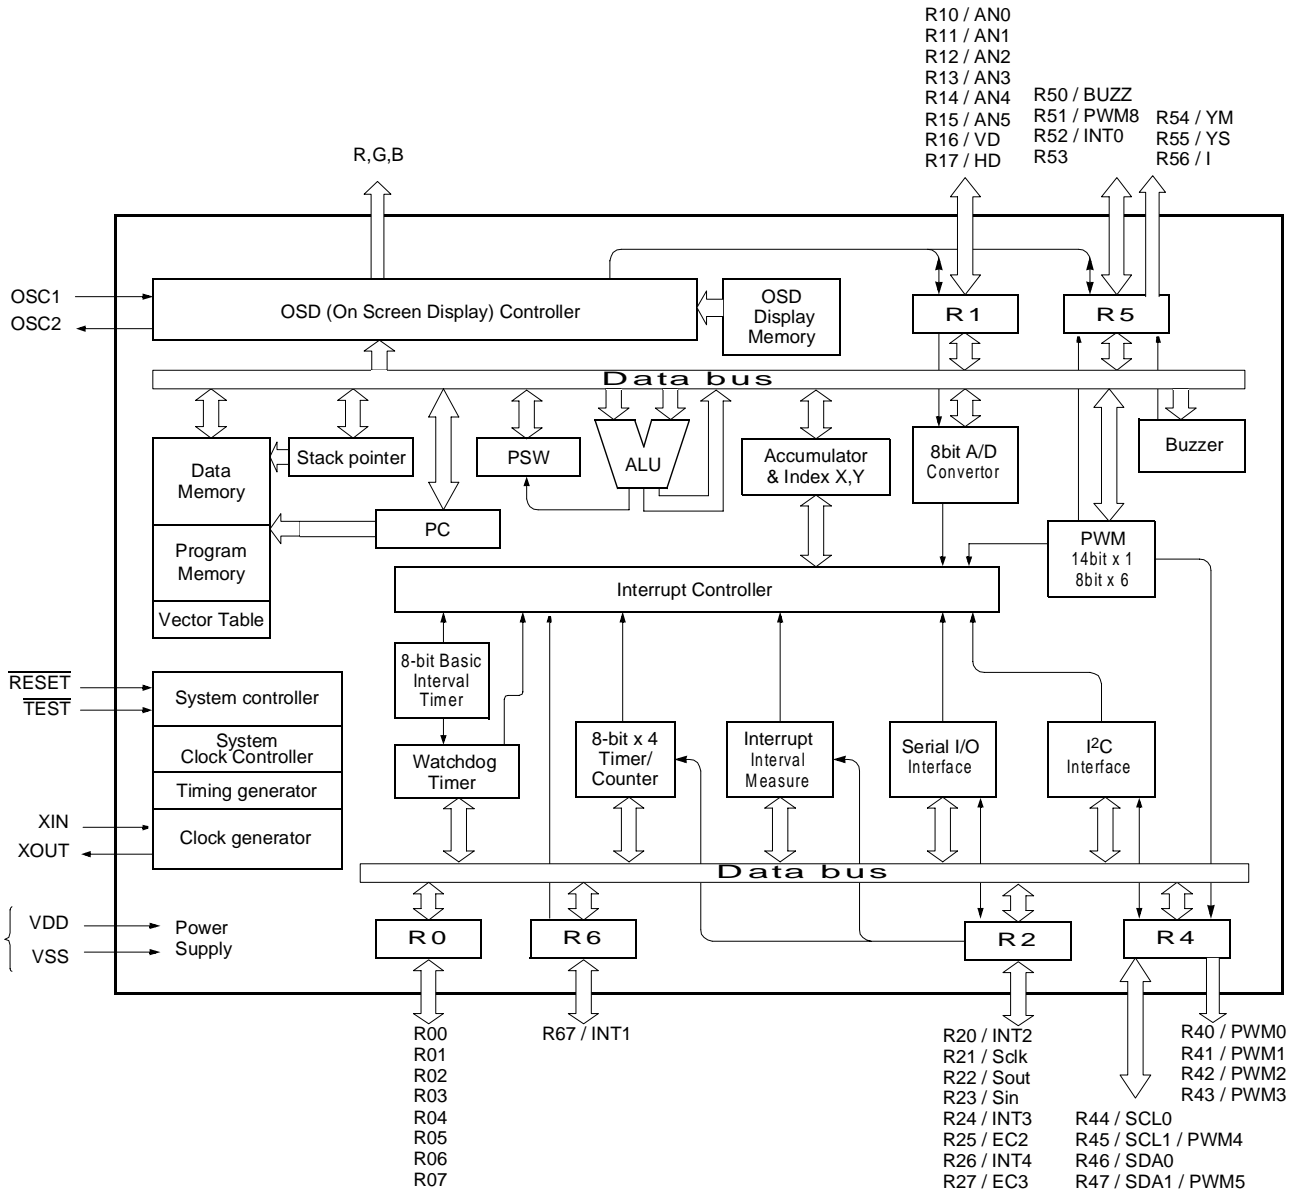 R10 / AN0
R11 / AN1
R12 / AN2
R13 / AN3
R14 / AN4
R15 / AN5
R16 / VD
R17 / HD
R50 / BUZZ
R51 / PWM8
R52 / INT0
R53
R54 / YM
R55 / YS
R56 / I
R,G,B
OSC1
OSC2
OSD (On Screen Display) Controller
OSD
Display
Memory
R1
R5
Data bus
Data
Memory
Stack pointer
PSW
ALU
Accumulator
& Index X,Y
8bit A/D
Convertor
Buzzer
PC
Program
Memory
Vector Table
PWM
14bit x 1
8bit x 6
Interrupt Controller
RESET
TEST
System controller
System
Clock Controller
Timing generator
Clock generator
XIN
XOUT
8-bit Basic
Interval
Timer
Watchdog
Timer
8-bit x 4
Timer/
Counter
Interrupt
Interval
Measure
Serial I/O
Interface
I2C
Interface
Data bus
VDD
VSS
Power
Supply
R0
R6
R2
R4
R00
R01
R02
R03
R04
R05
R06
R07
R67 / INT1
R20 / INT2
R21 / Sclk
R22 / Sout
R23 / Sin
R24 / INT3
R25 / EC2
R26 / INT4
R27 / EC3
R40 / PWM0
R41 / PWM1
R42 / PWM2
R43 / PWM3
R44 / SCL0
R45 / SCL1 / PWM4
R46 / SDA0
R47 / SDA1 / PWM5